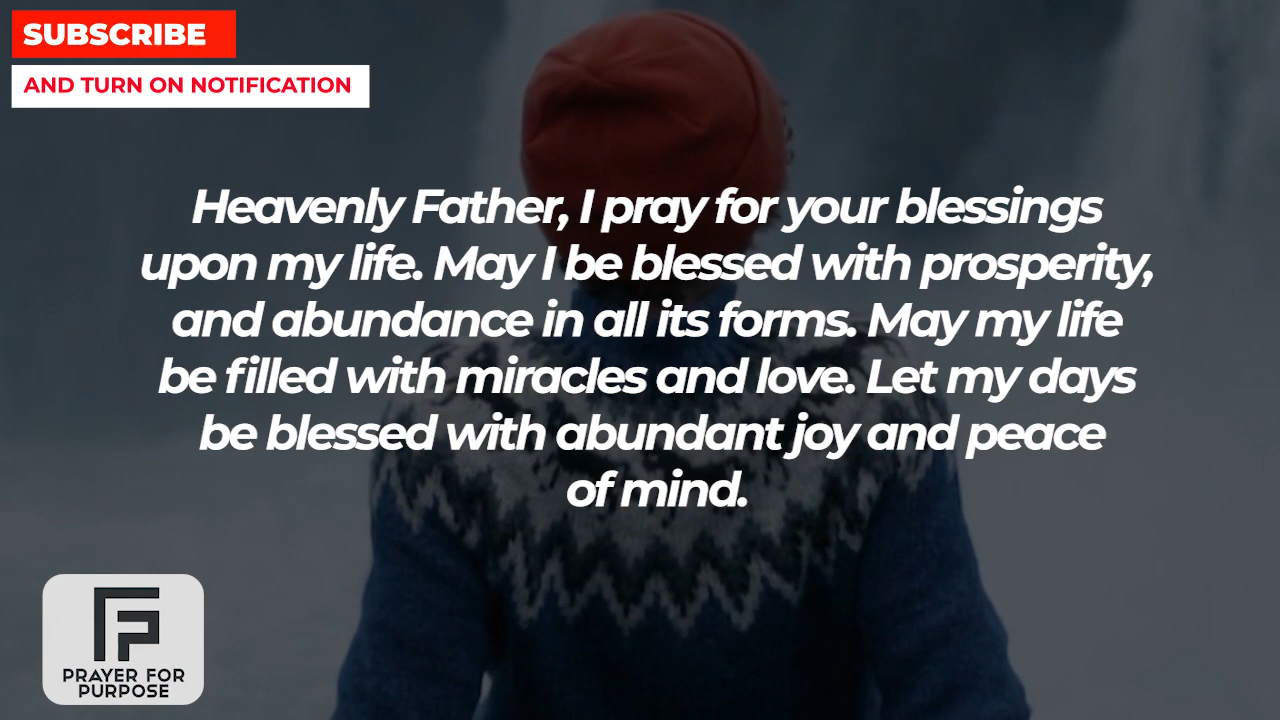 SUBSCRIBE
AND TURN ON NOTIFICATION
Heavenly Father, I pray for your blessings
upon my life. May I be blessed with prosperity,
and abundance in all its forms. May my life
be filled with miracles and love. Let my days
be blessed with abundant joy and peace
of mind.
PRAYER FOR
PURPOSE